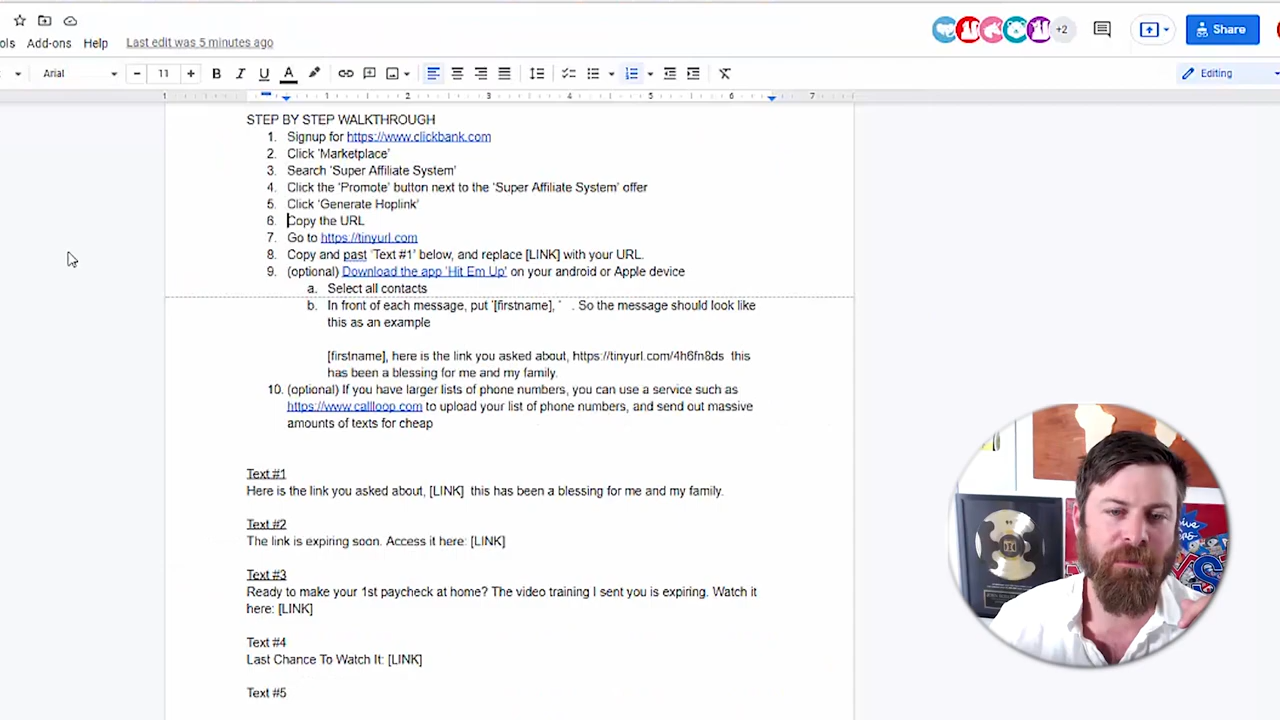 ols Add-ons Help Last edit was 5 minutes ago +2 Share
Arial 11 Editing
1 1 2 3 4 5 6 7
STEP BY STEP WALKTHROUGH
1. Signup for https://www.clickbank.com
2. Click 'Marketplace'
3. Search 'Super Affiliate System'
4. Click the 'Promote' button next to the 'Super Affiliate System' offer
5. Click 'Generate Hoplink'
6. Copy the URL
7. Go to https://tinyurl.com
8. Copy and past 'Text #1' below, and replace [LINK] with your URL.
9. (optional) Download the app 'Hit Em Up' on your android or Apple device
a. Select all contacts
b. In front of each message, put '[firstname], ' . So the message should look like
this as an example
[firstname], here is the link you asked about, https://tinyurl.com/4h6fn8ds this
has been a blessing for me and my family.
10. (optional) If you have larger lists of phone numbers, you can use a service such as
https://www.callloop.com to upload your list of phone numbers, and send out massive
amounts of texts for cheap
Text #1
Here is the link you asked about, [LINK] this has been a blessing for me and my family.
Text #2
The link is expiring soon. Access it here: [LINK]
Text #3
Ready to make your 1st paycheck at home? The video training I sent you is expiring. Watch it
here: [LINK]
Text #4
Last Chance To Watch It: [LINK]
Text #5